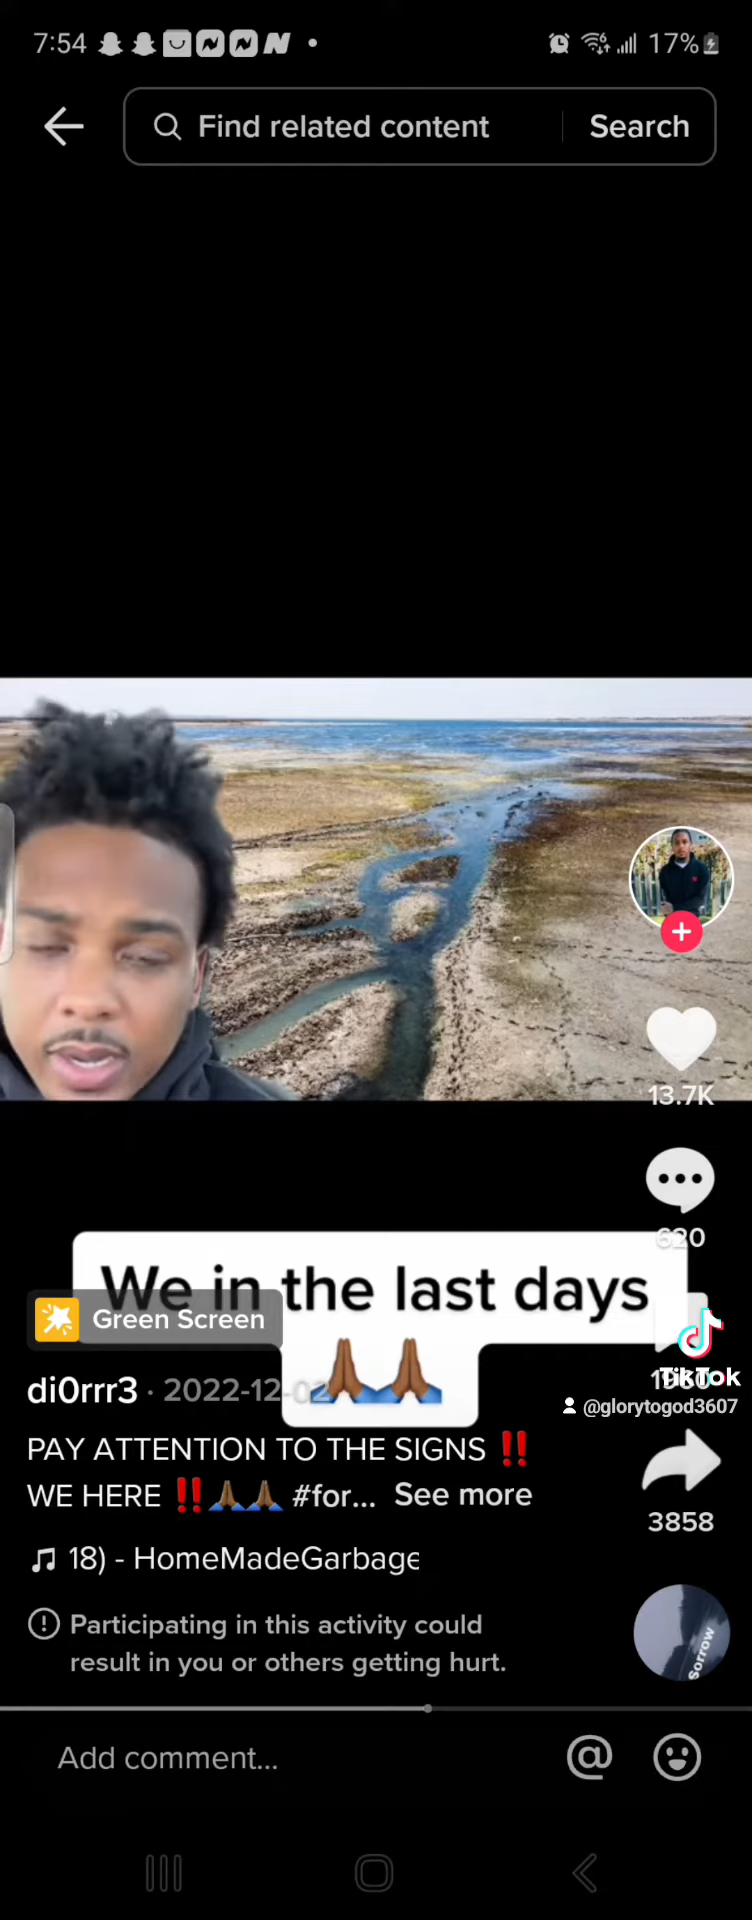 7:54
17%
Find related content
Search
13.7K
620
We in the last days
🙏🏾🙏🏾
Green Screen
di0rrr3 · 2022-12-02
TikTok
@glorytogod3607
PAY ATTENTION TO THE SIGNS ‼️
WE HERE ‼️🙏🏾🙏🏾 #for... See more
3858
18) - HomeMadeGarbage
Participating in this activity could
result in you or others getting hurt.
Sorrow
Add comment...